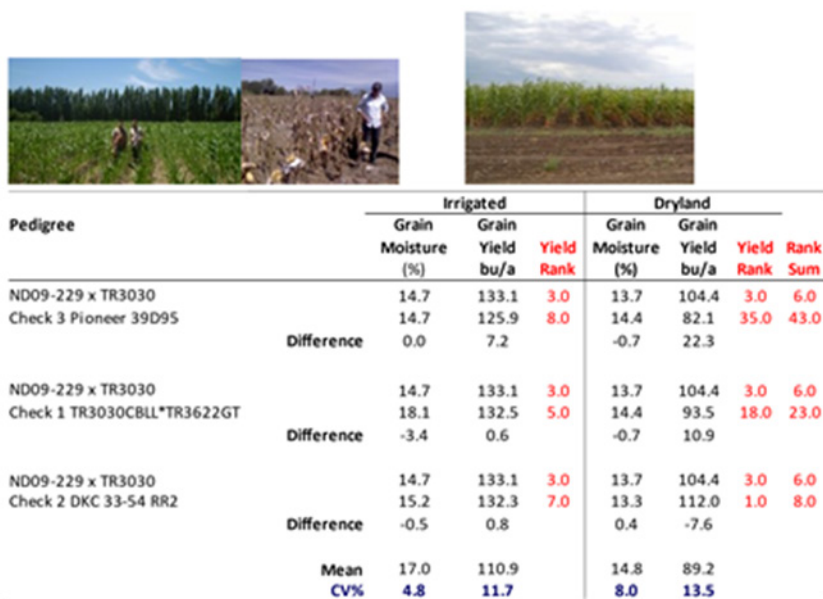 Irrigated Dryland
Pedigree Grain Grain Grain Grain
Moisture Yield Yield Moisture Yield Yield Rank
(%) bu/a Rank (%) bu/a Rank Sum
ND09-229 x TR3030 14.7 133.1 3.0 13.7 104.4 3.0 6.0
Check 3 Pioneer 39D95 14.7 125.9 8.0 14.4 82.1 35.0 43.0
Difference 0.0 7.2 -0.7 22.3
ND09-229 x TR3030 14.7 133.1 3.0 13.7 104.4 3.0 6.0
Check 1 TR3030CBLL*TR3622GT 18.1 132.5 5.0 14.4 93.5 18.0 23.0
Difference -3.4 0.6 -0.7 10.9
ND09-229 x TR3030 14.7 133.1 3.0 13.7 104.4 3.0 6.0
Check 2 DKC 33-54 RR2 15.2 132.3 7.0 13.3 112.0 1.0 8.0
Difference -0.5 0.8 0.4 -7.6
Mean 17.0 110.9 14.8 89.2
CV% 4.8 11.7 8.0 13.5